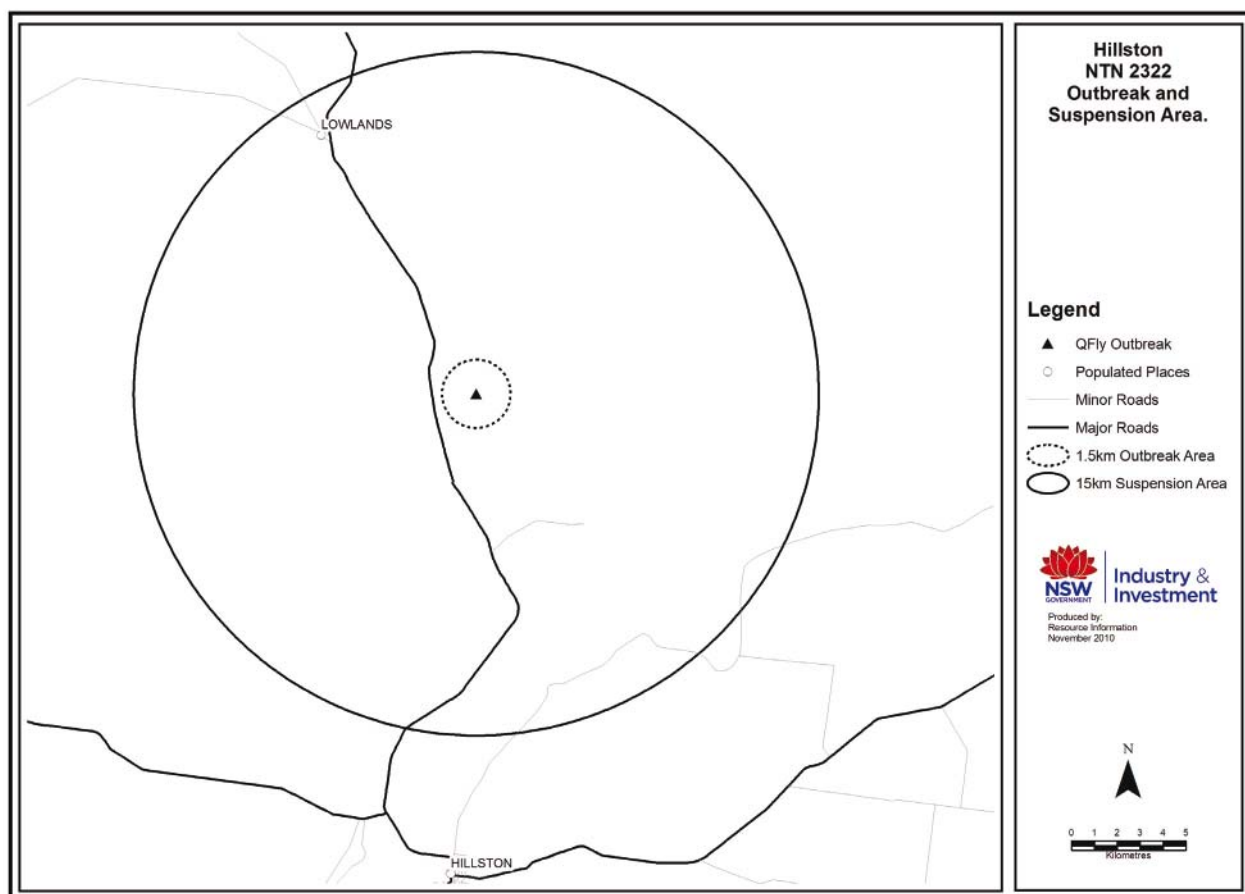 Hillston
NTN 2322
Outbreak and
Suspension Area.
LOWLANDS
HILLSTON
Legend
QFly Outbreak
Populated Places
Minor Roads
Major Roads
1.5km Outbreak Area
15km Suspension Area
NSW
GOVERNMENT
Industry &
Investment
Produced by:
Resource Information
November 2010
N
0 1 2 3 4 5
Kilometres